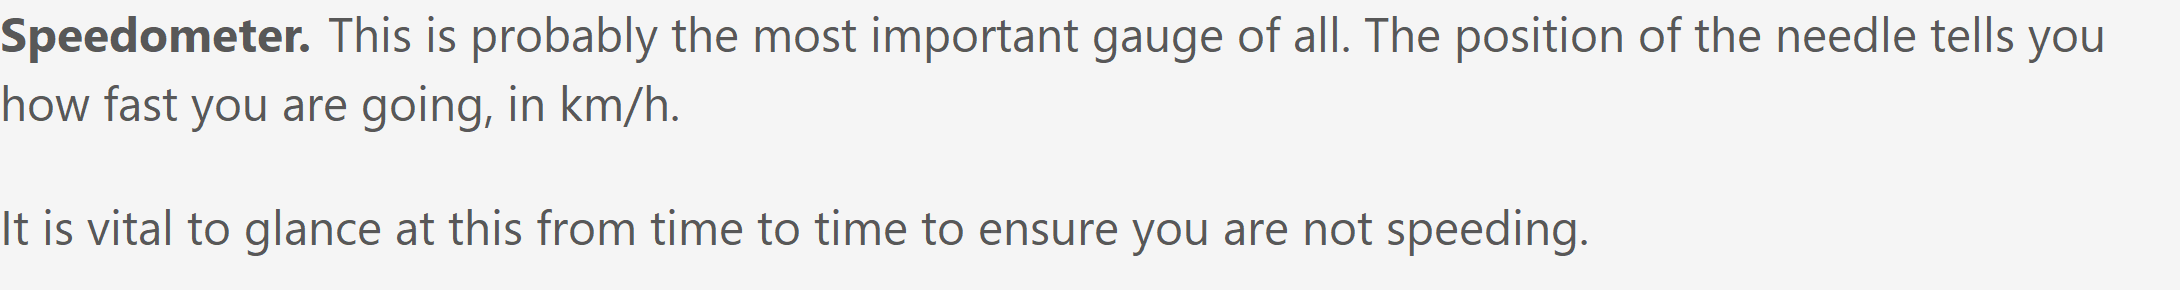 Speedometer. This is probably the most important gauge of all. The position of the needle tells you
how fast you are going, in km/h.
It is vital to glance at this from time to time to ensure you are not speeding.